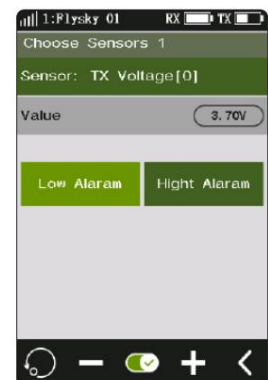 1:Flysky 01 RX TX
Choose Sensors 1
Sensor: TX Voltage[0]
Value 3.70V
Low Alaram Hight Alaram